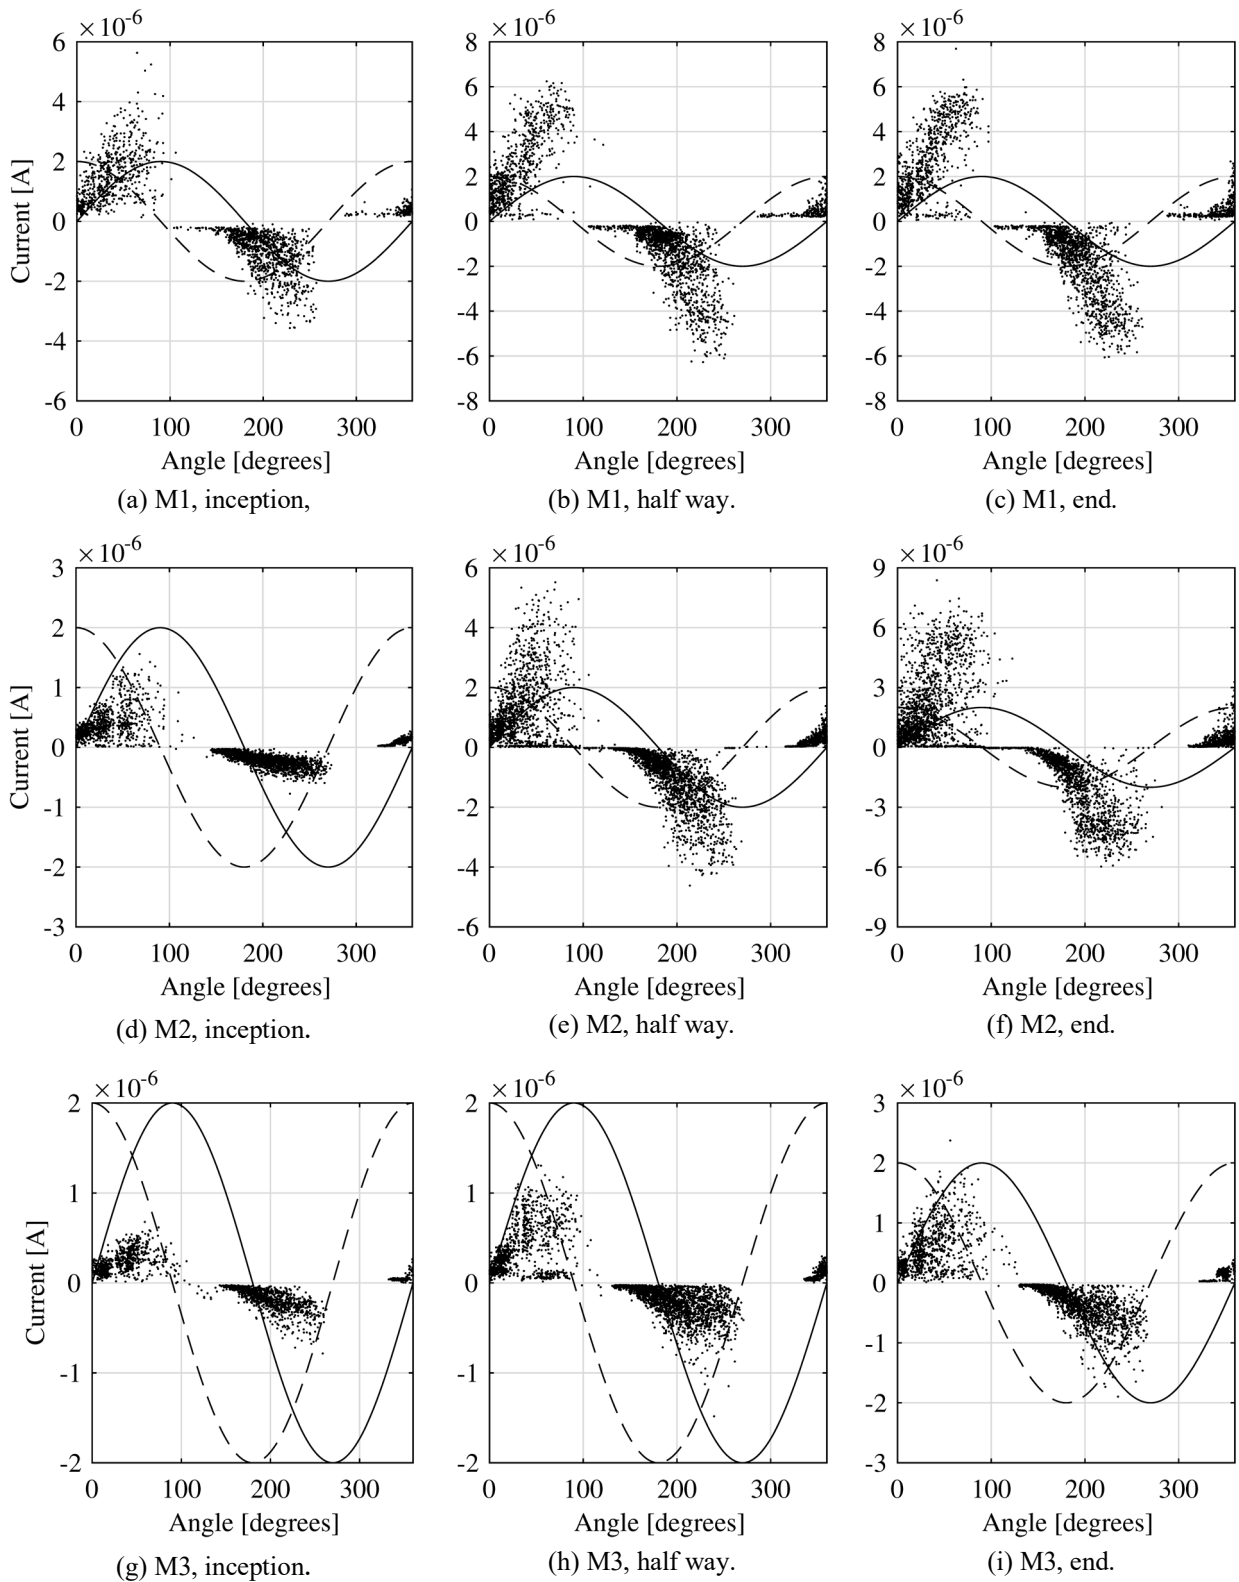 ×10-6 ×10-6 ×10-6
6 8 8
4 6 6
2 4 4
0 2 2
-2 0 0
-4 -2 -2
-6 -4 -4
-6 -6
-8 -8
Current [A]
0 100 200 300 0 100 200 300 0 100 200 300
Angle [degrees] Angle [degrees] Angle [degrees]
(a) M1, inception, (b) M1, half way. (c) M1, end.
×10-6 ×10-6 ×10-6
3 6 9
2 4 6
1 2 3
0 0 0
-1 -2 -3
-2 -4 -6
-3 -6 -9
Current [A]
0 100 200 300 0 100 200 300 0 100 200 300
Angle [degrees] Angle [degrees] Angle [degrees]
(d) M2, inception. (e) M2, half way. (f) M2, end.
×10-6 ×10-6 ×10-6
2 2 3
1 1 2
0 0 1
-1 -1 0
-2 -2 -1
-2
-3
Current [A]
0 100 200 300 0 100 200 300 0 100 200 300
Angle [degrees] Angle [degrees] Angle [degrees]
(g) M3, inception. (h) M3, half way. (i) M3, end.